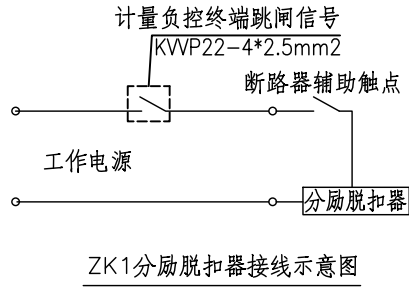 计量负控终端跳闸信号
KWP22-4*2.5mm2
断路器辅助触点
工作电源
分励脱扣器
ZK1分励脱扣器接线示意图